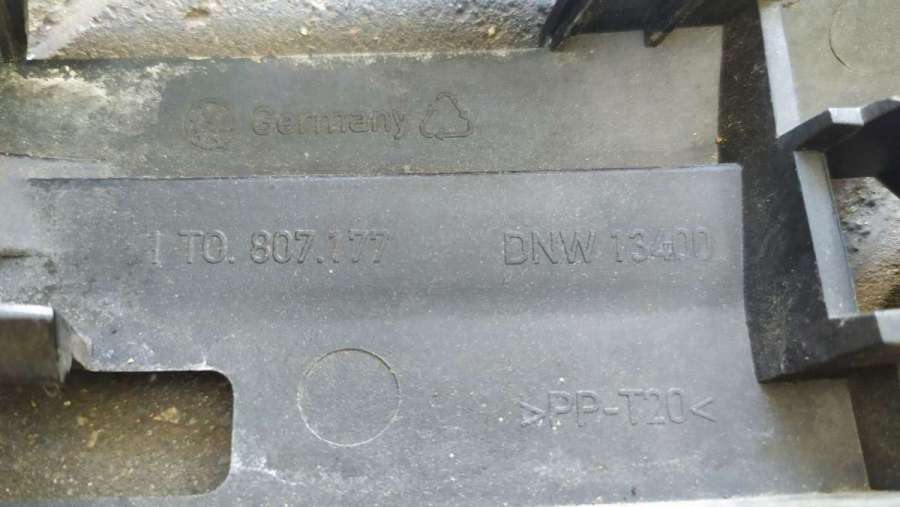 Germany
1T0.807.177 DNW 13400
>PP-T20<